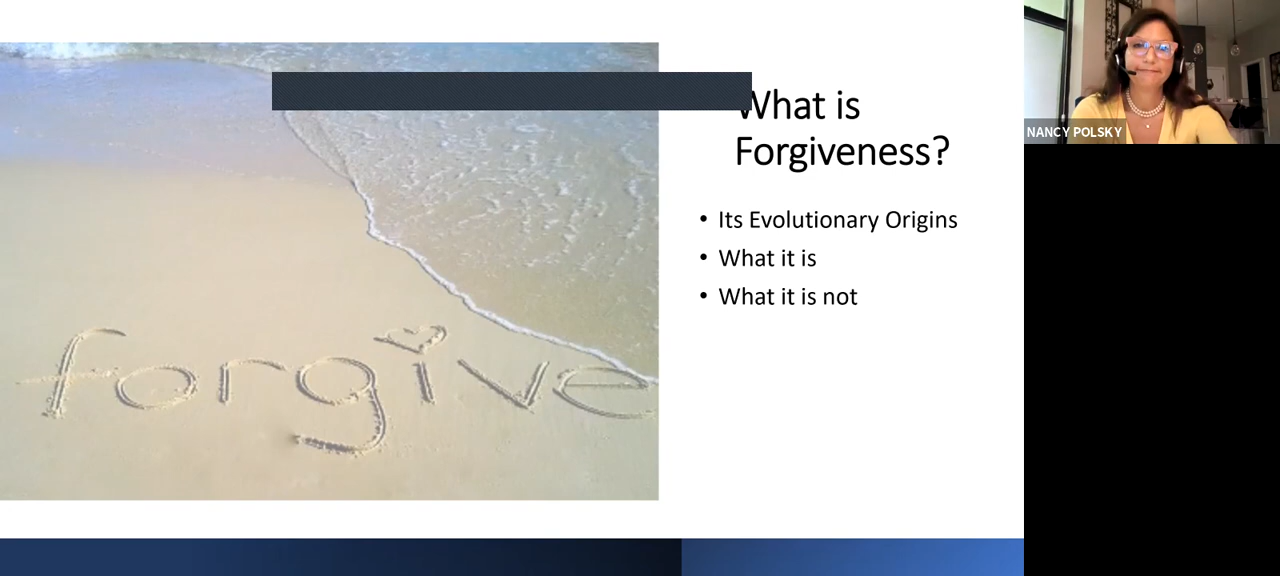 What is
Forgiveness?
• Its Evolutionary Origins
• What it is
• What it is not
forgive
NANCY POLSKY